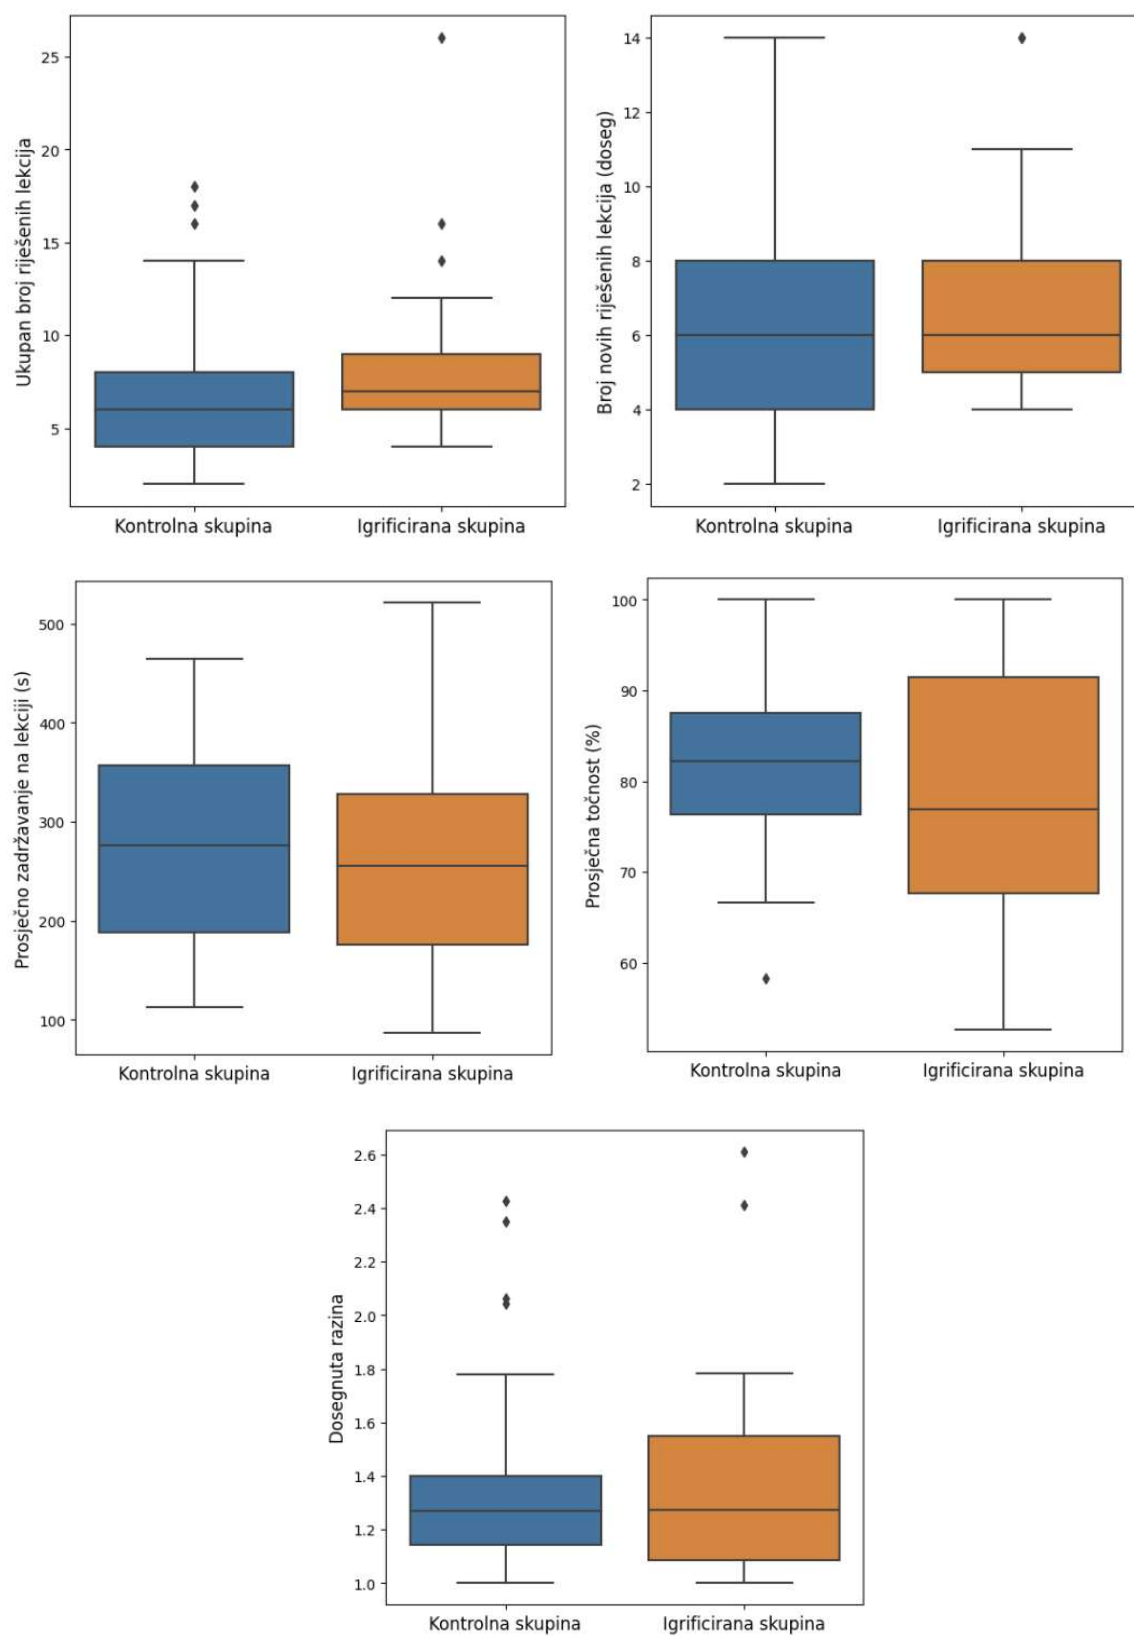 Ukupan broj riješenih lekcija
25
20
15
10
5
Kontrolna skupina
Igrificirana skupina
Broj novih riješenih lekcija (doseg)
14
12
10
8
6
4
2
Kontrolna skupina
Igrificirana skupina
Prosječno zadržavanje na lekciji (s)
500
400
300
200
100
Kontrolna skupina
Igrificirana skupina
Prosječna točnost (%)
100
90
80
70
60
Kontrolna skupina
Igrificirana skupina
Dosegnuta razina
2.6
2.4
2.2
2.0
1.8
1.6
1.4
1.2
1.0
Kontrolna skupina
Igrificirana skupina